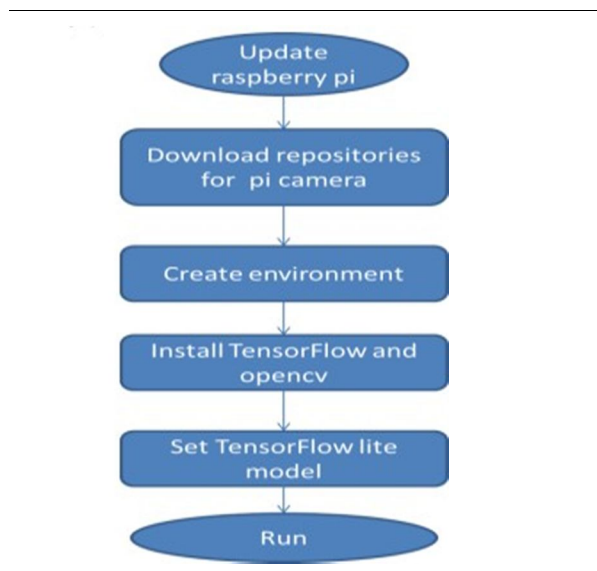 Update
raspberry pi
Download repositories
for pi camera
Create environment
Install TensorFlow and
opencv
Set TensorFlow lite
model
Run